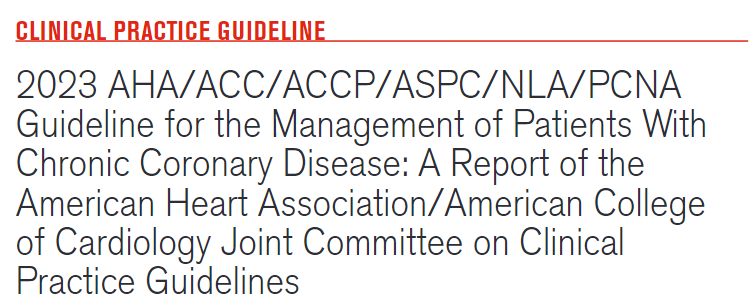 CLINICAL PRACTICE GUIDELINE
2023 AHA/ACC/ACCP/ASPC/NLA/PCNA
Guideline for the Management of Patients With
Chronic Coronary Disease: A Report of the
American Heart Association/American College
of Cardiology Joint Committee on Clinical
Practice Guidelines